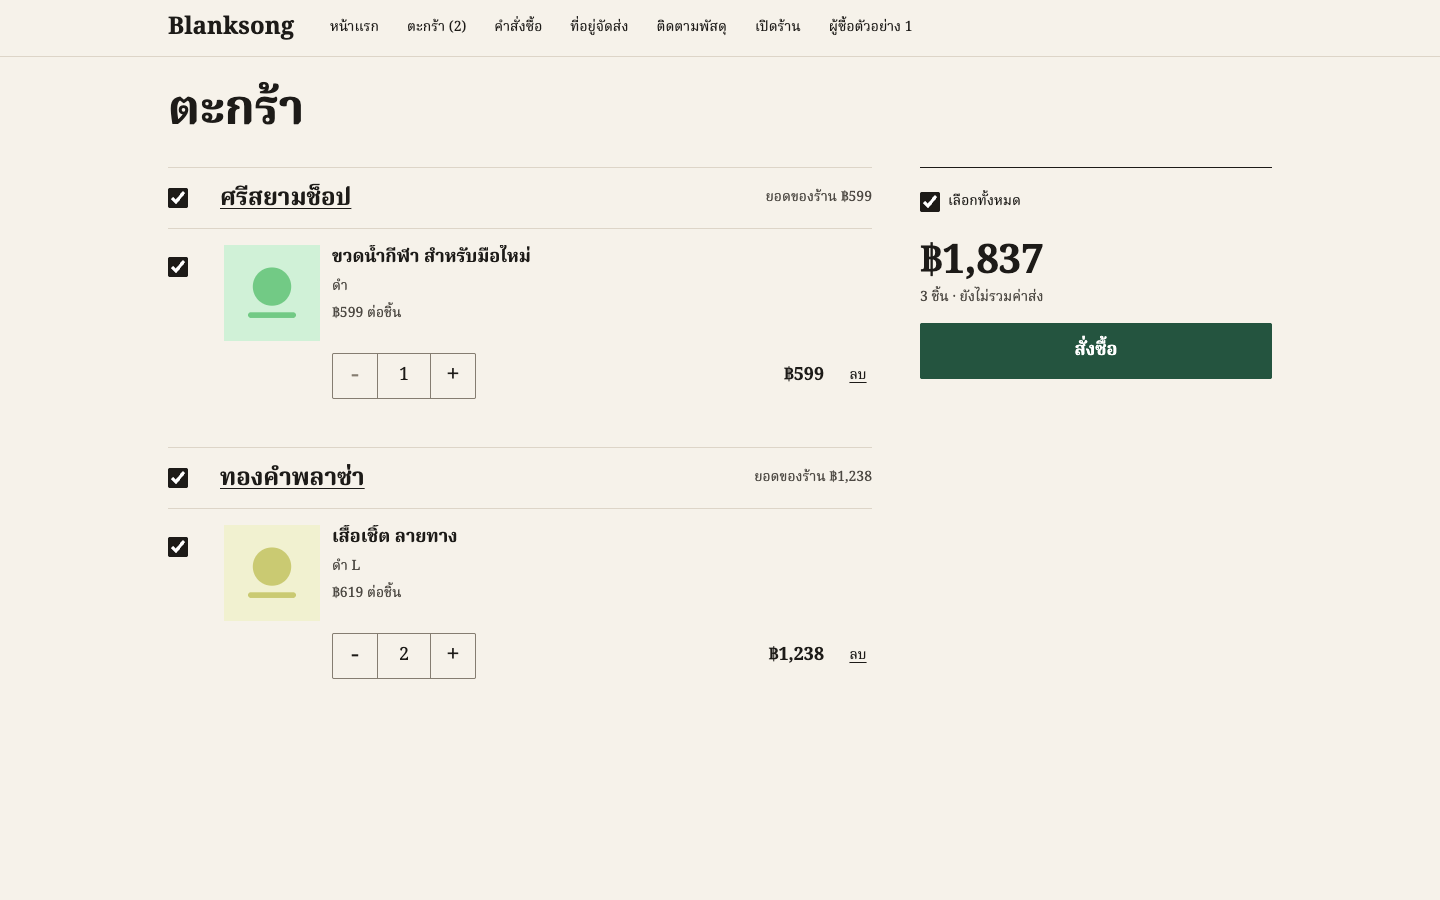 Blanksong หน้าแรก ตะกร้า (2) คำสั่งซื้อ ที่อยู่จัดส่ง ติดตามพัสดุ เปิดร้าน ผู้ซื้อตัวอย่าง 1
ตะกร้า
ศรีสยามช็อป ยอดของร้าน ฿599
ขวดน้ำกีฬา สำหรับมือใหม่
ดำ
฿599 ต่อชิ้น
- 1 + ฿599 ลบ
ทองคำพลาซ่า ยอดของร้าน ฿1,238
เสื้อเชิ้ต ลายทาง
ดำ L
฿619 ต่อชิ้น
- 2 + ฿1,238 ลบ
เลือกทั้งหมด
฿1,837
3 ชิ้น · ยังไม่รวมค่าส่ง
สั่งซื้อ